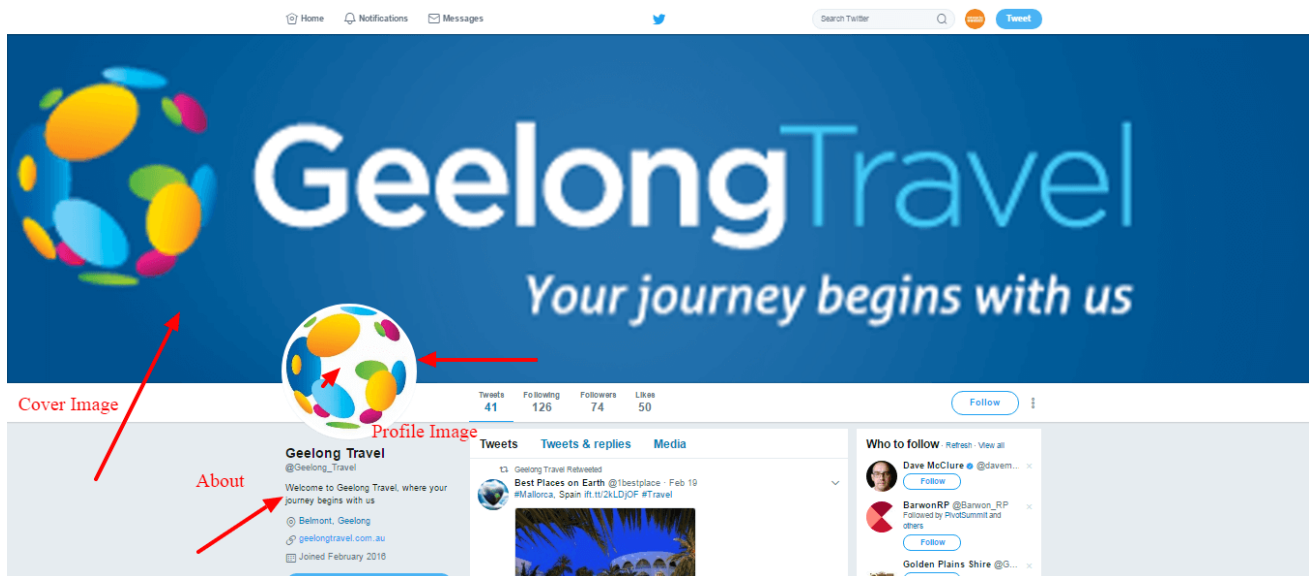 Home Notifications Messages Search Twitter Tweet
GeelongTravel
Your journey begins with us
Cover Image
Profile Image
Tweets Following Followers Likes
41 126 74 50
Follow
About
Geelong Travel
@Geelong_Travel
Welcome to Geelong Travel, where your
journey begins with us
Belmont, Geelong
geelongtravel.com.au
Joined February 2016
Tweets Tweets & replies Media
Geelong Travel Retweeted
Best Places on Earth @1bestplace · Feb 19
#Mallorca, Spain ift.tt/2kLDjOF #Travel
Who to follow · Refresh · View all
Dave McClure @davem..
Follow
BarwonRP @Barwon_RP
Followed by PivotSummit and
others
Follow
Golden Plains Shire @G...